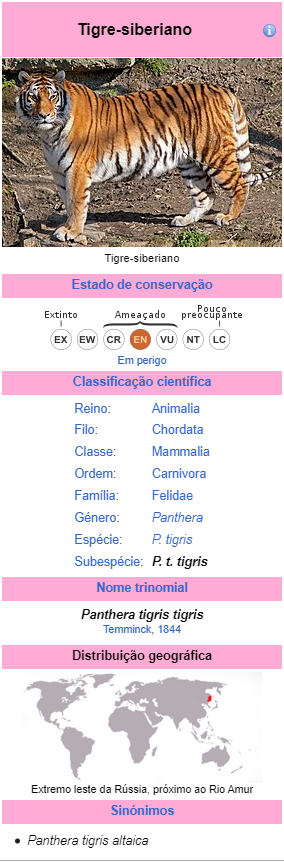 Tigre-siberiano
Tigre-siberiano
Estado de conservação
Extinto Ameaçado Pouco preocupante
EX EW CR EN VU NT LC
Em perigo
Classificação científica
Reino: Animalia
Filo: Chordata
Classe: Mammalia
Ordem: Carnivora
Família: Felidae
Género: Panthera
Espécie: P. tigris
Subespécie: P. t. tigris
Nome trinomial
Panthera tigris tigris
Temminck, 1844
Distribuição geográfica
Extremo leste da Rússia, próximo ao Rio Amur
Sinónimos
Panthera tigris altaica